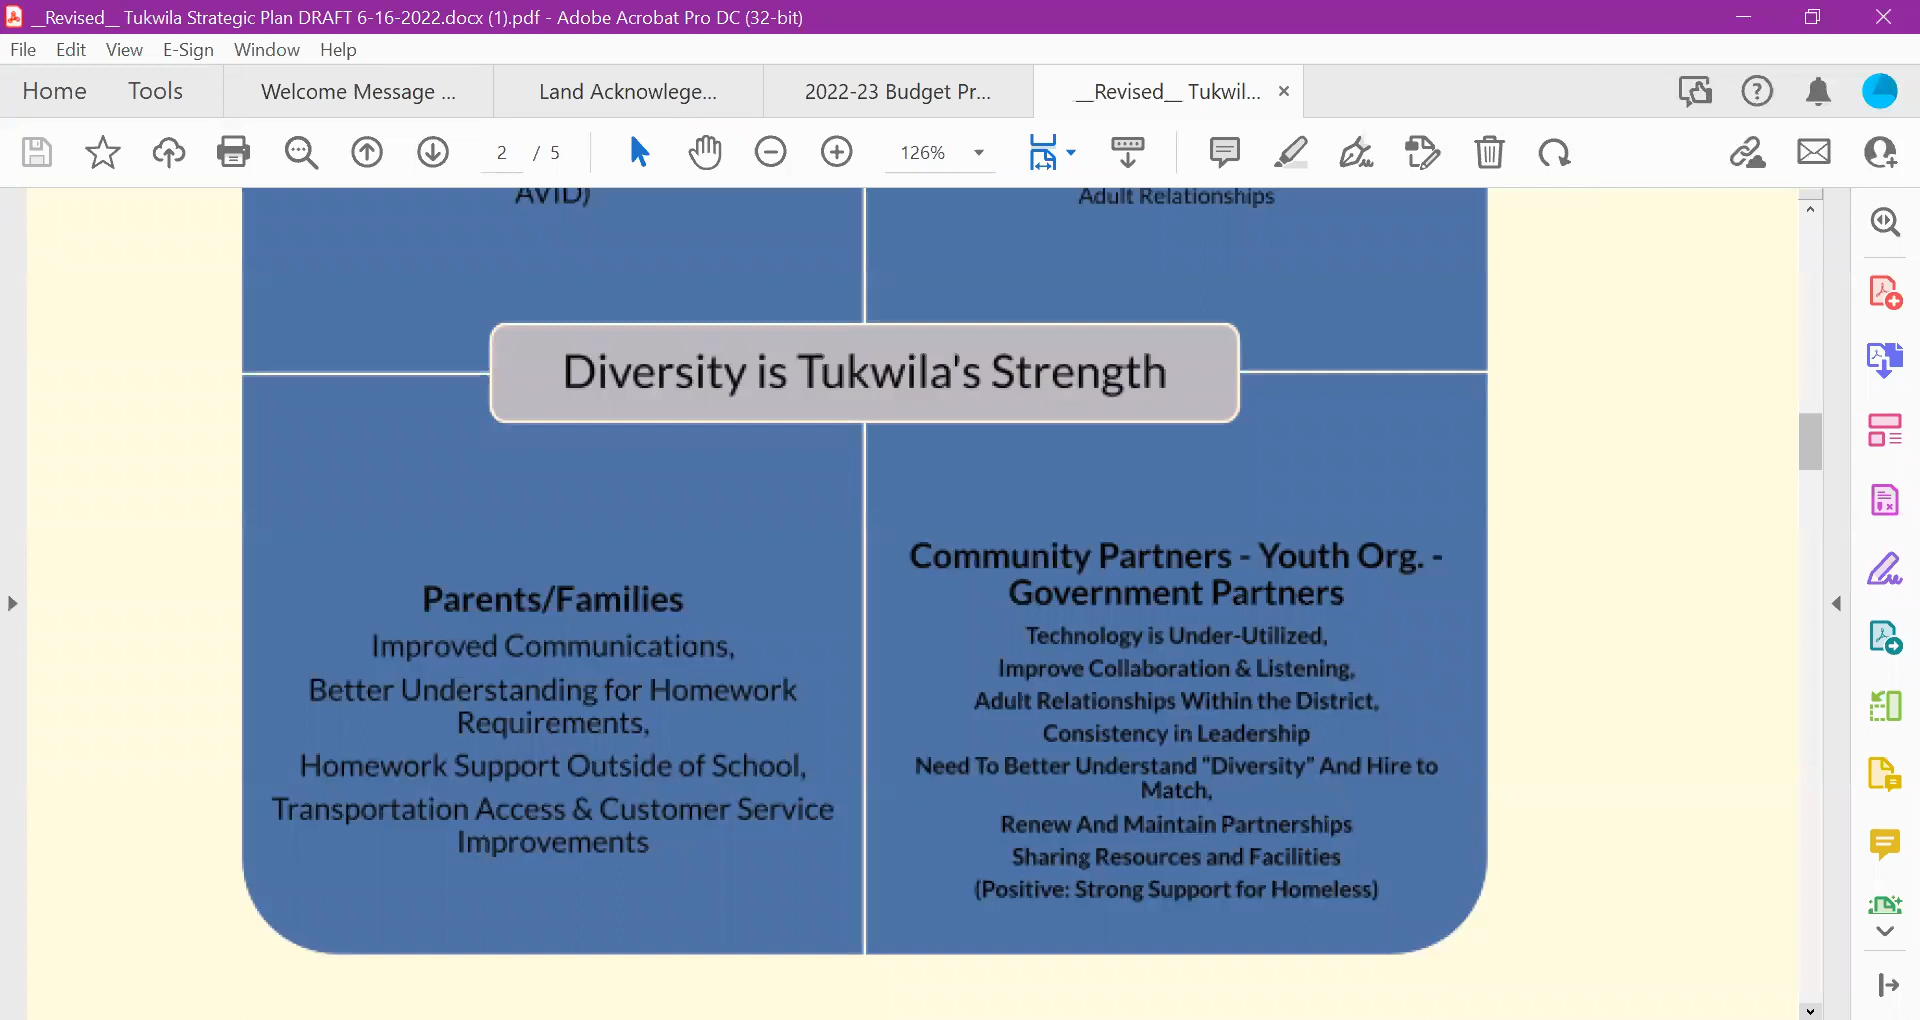 __Revised__ Tukwila Strategic Plan DRAFT 6-16-2022.docx (1).pdf - Adobe Acrobat Pro DC (32-bit)
File Edit View E-Sign Window Help
Home Tools Welcome Message ... Land Acknowlege... 2022-23 Budget Pr... __Revised__ Tukwil... ×
2 / 5 126%
AVID)
Adult Relationships
Diversity is Tukwila's Strength
Parents/Families
Improved Communications,
Better Understanding for Homework
Requirements,
Homework Support Outside of School,
Transportation Access & Customer Service
Improvements
Community Partners - Youth Org. -
Government Partners
Technology is Under-Utilized,
Improve Collaboration & Listening,
Adult Relationships Within the District,
Consistency in Leadership
Need To Better Understand "Diversity" And Hire to
Match,
Renew And Maintain Partnerships
Sharing Resources and Facilities
(Positive: Strong Support for Homeless)